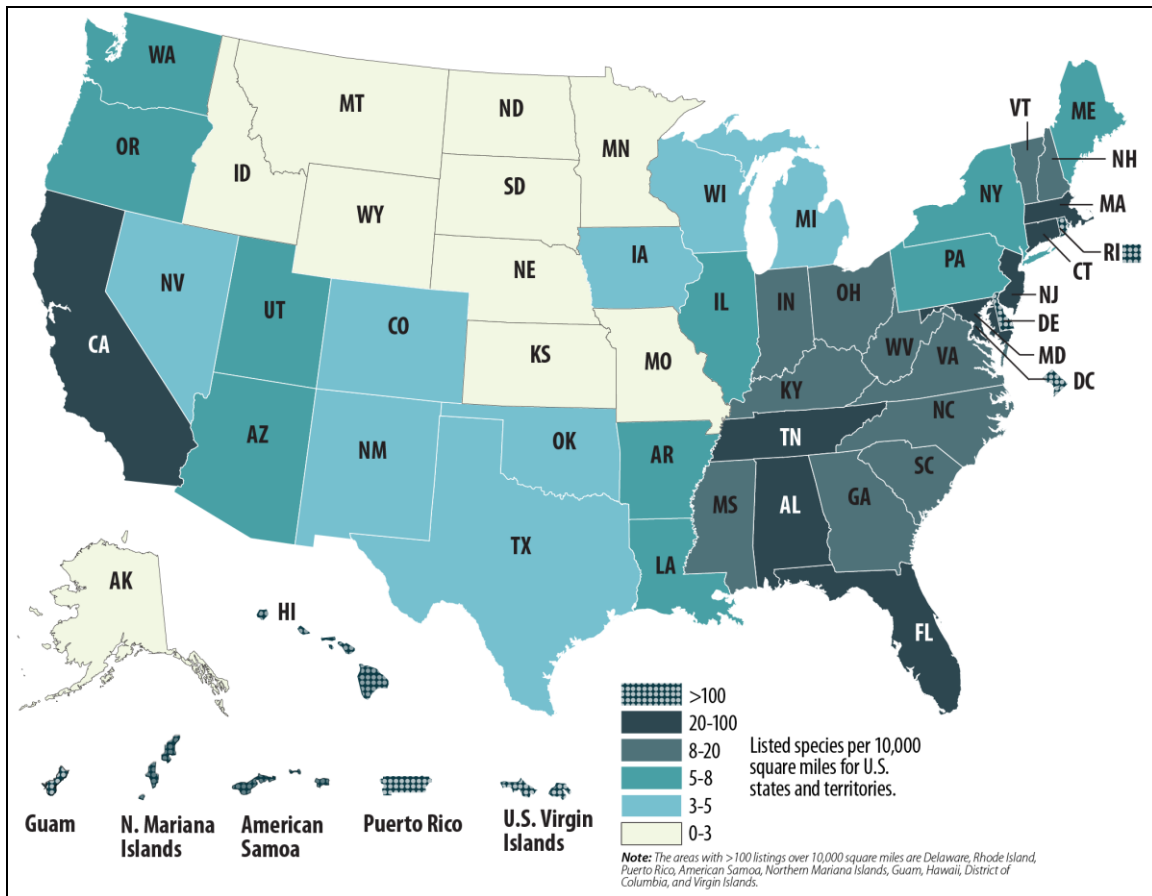 WA
MT
ND
MN
VT
ME
OR
ID
SD
WI
NH
WY
MI
NY
MA
NV
NE
IA
PA
RI
CT
UT
CO
IL
IN
OH
NJ
CA
KS
MO
WV
VA
DE
MD
KY
DC
NC
AZ
NM
OK
AR
TN
SC
MS
AL
GA
TX
LA
AK
HI
FL
>100
20-100
8-20
5-8
3-5
0-3
Listed species per 10,000
square miles for U.S.
states and territories.
Guam
N. Mariana
Islands
American
Samoa
Puerto Rico
U.S. Virgin
Islands
Note: The areas with >100 listings over 10,000 square miles are Delaware, Rhode Island,
Puerto Rico, American Samoa, Northern Mariana Islands, Guam, Hawaii, District of
Columbia, and Virgin Islands.